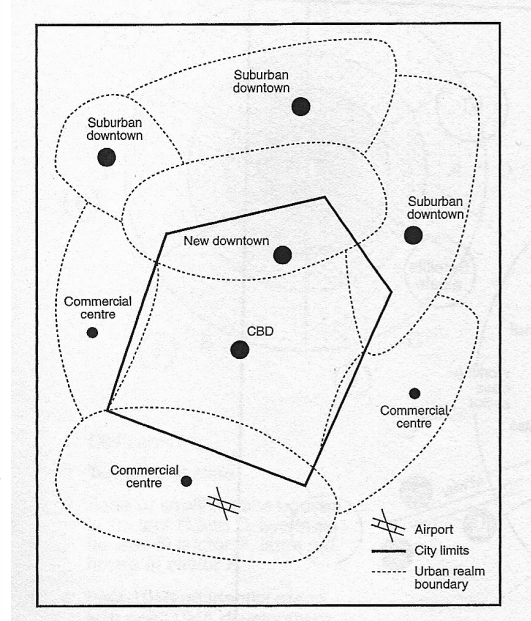 Suburban
downtown
Suburban
downtown
Suburban
downtown
New downtown
Commercial
centre
CBD
Commercial
centre
Commercial
centre
Airport
City limits
Urban realm
boundary